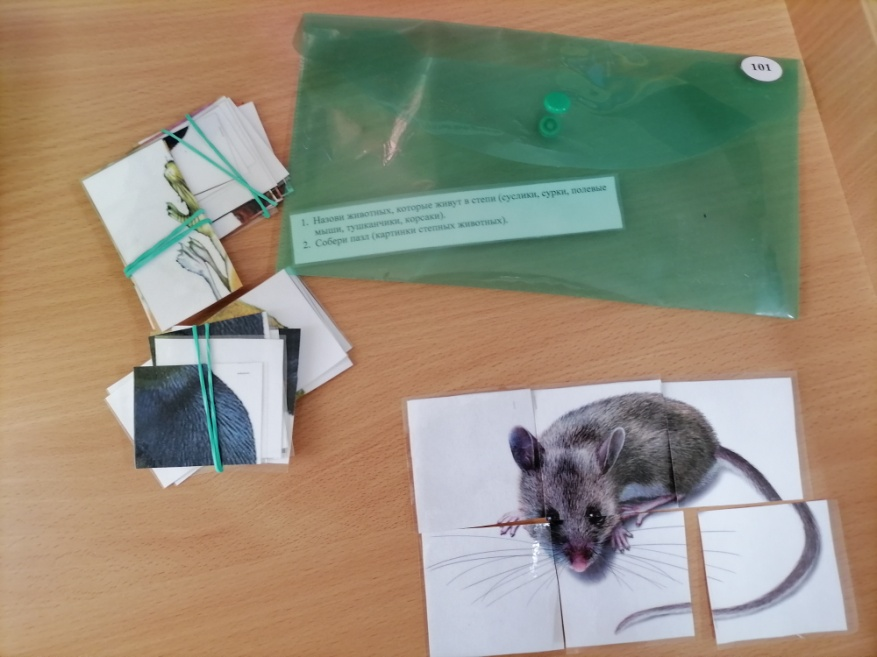 101
1. Назови животных, которые живут в степи (суслики, сурки, полевые
мыши, тушканчики, корсаки).
2. Собери пазл (картинки степных животных).